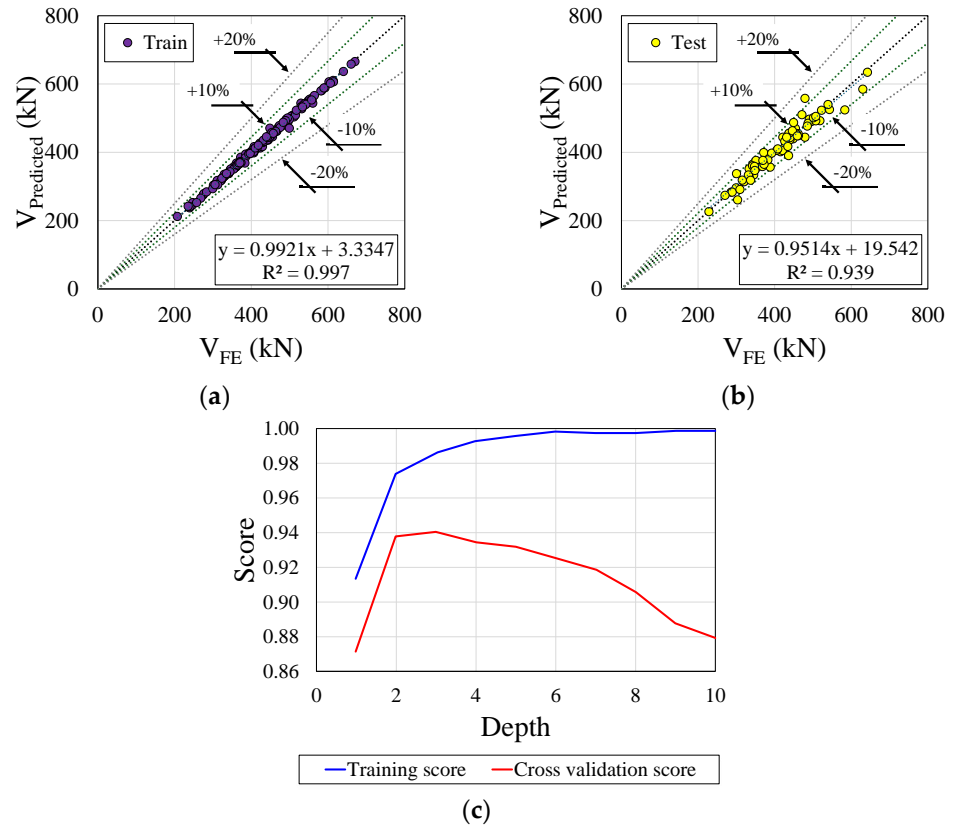 800
600
400
200
0
0 200 400 600 800
V_Predicted (kN)
V_FE (kN)
Train
+20%
+10%
-10%
-20%
y = 0.9921x + 3.3347
R² = 0.997
(a)
800
600
400
200
0
0 200 400 600 800
V_Predicted (kN)
V_FE (kN)
Test
+20%
+10%
-10%
-20%
y = 0.9514x + 19.542
R² = 0.939
(b)
1.00
0.98
0.96
0.94
0.92
0.90
0.88
0.86
0 2 4 6 8 10
Score
Depth
Training score Cross validation score
(c)